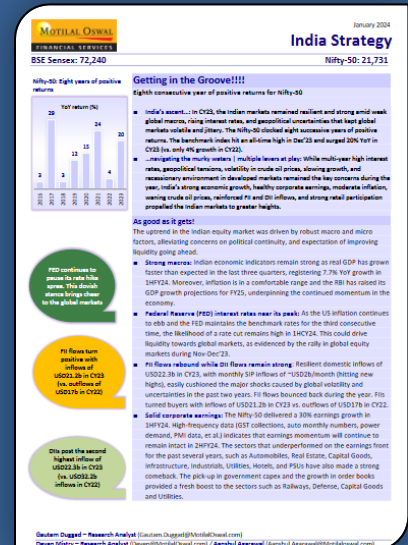 January 2024
MOTILAL OSWAL
FINANCIAL SERVICES
India Strategy
BSE Sensex: 72,240
Nifty-50: 21,731
Nifty-50: Eight years of positive
returns
YoY return (%)
3
29
3
12
15
24
4
20
2016
2017
2018
2019
2020
2021
2022
2023
FED continues to
pause its rate hike
spree. This dovish
stance brings cheer
to the global markets
FII flows turn
positive with
inflows of
USD21.2b in CY23
(vs. outflows of
USD17b in CY22)
DIIs post the second
highest inflow of
USD22.3b in CY23
(vs. USD32.2b
inflows in CY22)
Getting in the Groove!!!!
Eighth consecutive year of positive returns for Nifty-50
India's ascent…: In CY23, the Indian markets remained resilient and strong amid weak
global macros, rising interest rates, and geopolitical uncertainties that kept global
markets volatile and jittery. The Nifty-50 clocked eight successive years of positive
returns. The benchmark index hit an all-time high in Dec'23 and surged 20% YoY in
CY23 (vs. only 4% growth in CY22).
…navigating the murky waters | multiple levers at play: While multi-year high interest
rates, geopolitical tensions, volatility in crude oil prices, slowing growth, and
recessionary environment in developed markets remained the key concerns during the
year, India's strong economic growth, healthy corporate earnings, moderate inflation,
waning crude oil prices, reinforced FII and DII inflows, and strong retail participation
propelled the Indian markets to greater heights.
As good as it gets!
The uptrend in the Indian equity market was driven by robust macro and micro
factors, alleviating concerns on political continuity, and expectation of improving
liquidity going ahead.
Strong macros: Indian economic indicators remain strong as real GDP has grown
faster than expected in the last three quarters, registering 7.7% YoY growth in
1HFY24. Moreover, inflation is in a comfortable range and the RBI has raised its
GDP growth projections for FY25, underpinning the continued momentum in the
economy.
Federal Reserve (FED) interest rates near its peak: As the US inflation continues
to ebb and the FED maintains the benchmark rates for the third consecutive
time, the likelihood of a rate cut remains high in 1HCY24. This could drive
liquidity towards global markets, as evidenced by the rally in global equity
markets during Nov-Dec'23.
FII flows rebound while DII flows remain strong: Resilient domestic inflows of
USD22.3b in CY23, with monthly SIP inflows of ~USD2b/month (hitting new
highs), easily cushioned the major shocks caused by global volatility and
uncertainties in the past two years. FII flows bounced back during the year. FIIs
turned buyers with inflows of USD21.2b in CY23 vs. outflows of USD17b in CY22.
Solid corporate earnings: The Nifty-50 delivered a 30% earnings growth in
1HFY24. High-frequency data (GST collections, auto monthly numbers, power
demand, PMI data, et al.) indicates that earnings momentum will continue to
remain intact in 2HFY24. The sectors that underperformed on the earnings front
for the past several years, such as Automobiles, Real Estate, Capital Goods,
Infrastructure, Industrials, Utilities, Hotels, and PSUs have also made a strong
comeback. The pick-up in government capex and the growth in order books
provided a fresh boost to the sectors such as Railways, Defense, Capital Goods
and Utilities.
Gautam Duggad – Research Analyst (Gautam.Duggad@MotilalOswal.com)